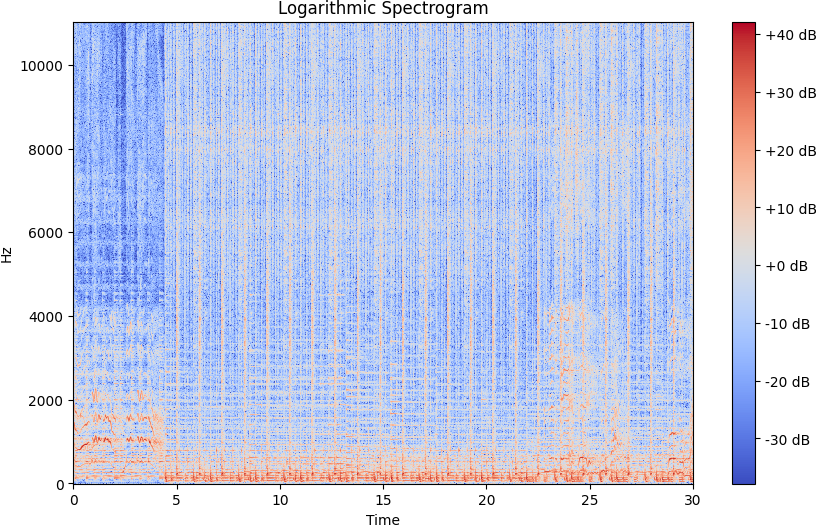 Logarithmic Spectrogram
Hz
10000
8000
6000
4000
2000
0
0 5 10 15 20 25 30
Time
+40 dB
+30 dB
+20 dB
+10 dB
+0 dB
-10 dB
-20 dB
-30 dB